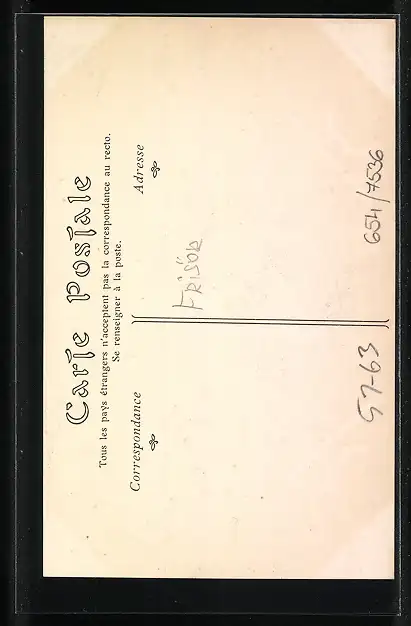 Carte Postale
Tous les pays étrangers n'acceptent pas la correspondance au recto.
Se renseigner à la poste.
Correspondance
Adresse
FRISÖR
57-63
654/7536